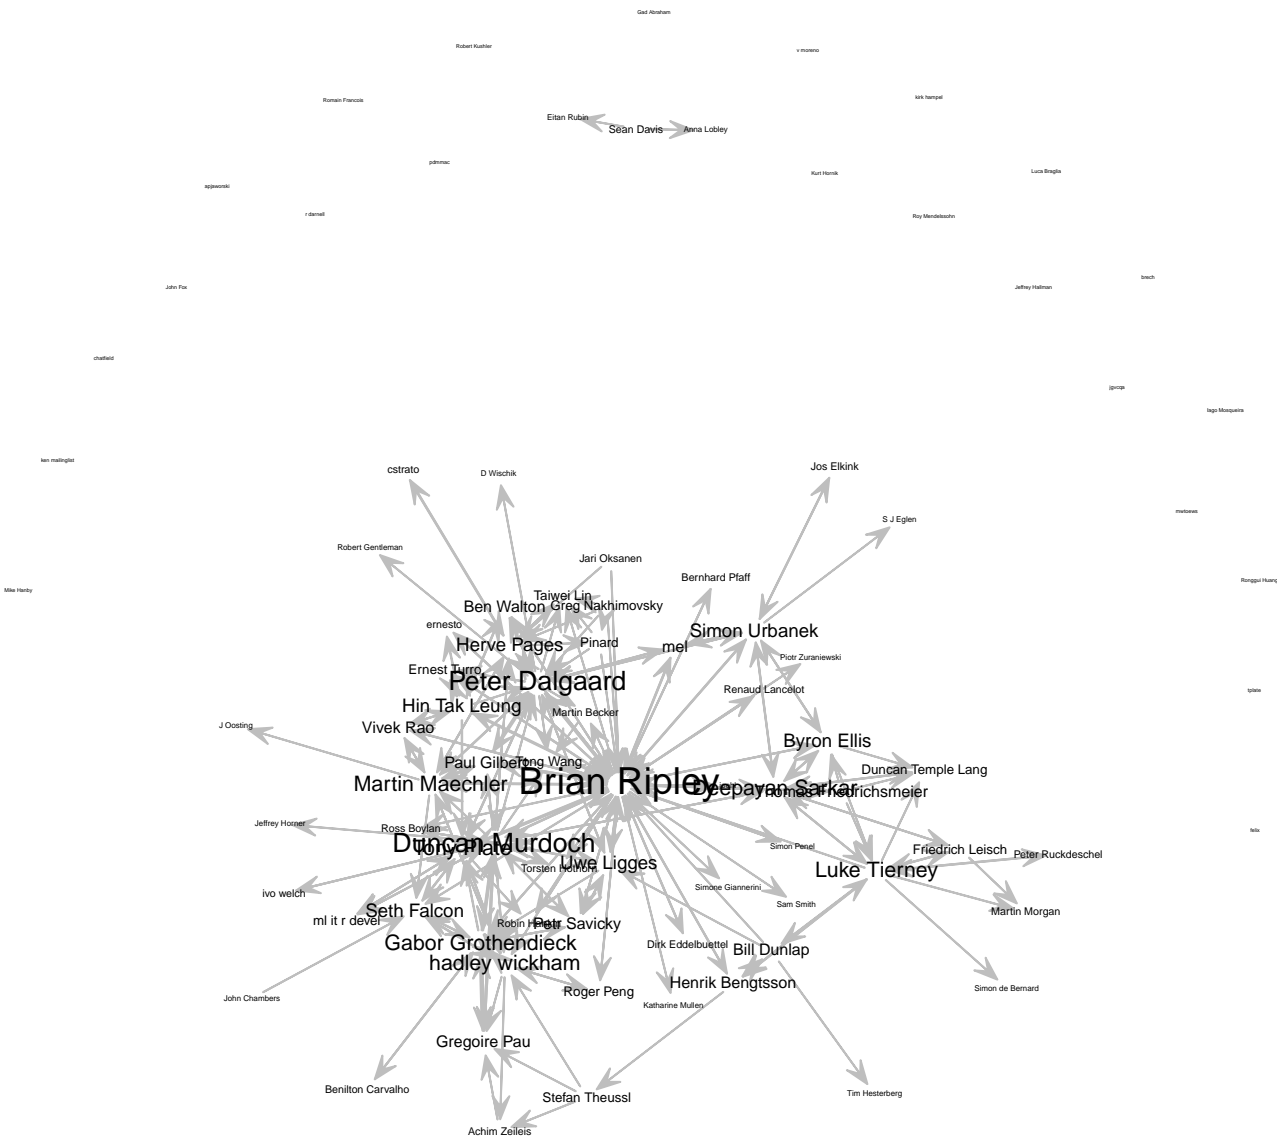 Gad Abraham
Robert Kushler
v moreno
Romain Francois
kirk hampel
Eitan Rubin
Sean Davis
Anna Lobley
pdmmac
Kurt Hornik
Luca Braglia
apjaworski
r darnell
Roy Mendelssohn
John Fox
Jeffrey Hallman
brech
chatfield
jgvcqa
Iago Mosqueira
ken mailinglist
cstrato
D Wischik
Jos Elkink
mwtoews
S J Eglen
Robert Gentleman
Jari Oksanen
Bernhard Pfaff
Ronggui Huang
Mike Hanby
Taiwei Lin
Ben Walton
Greg Nakhimovsky
ernesto
Simon Urbanek
Herve Pages
Pinard
mel
Piotr Zuraniewski
Ernest Turro
Peter Dalgaard
Renaud Lancelot
tplate
Hin Tak Leung
Martin Becker
J Oosting
Vivek Rao
Byron Ellis
Paul Gilbert
Tong Wang
Duncan Temple Lang
Martin Maechler
Brian Ripley
Deepayan Sarkar
Thomas Friedrichsmeier
Jeffrey Horner
Ross Boylan
felix
Duncan Murdoch
Tony Plate
Simon Penel
Friedrich Leisch
Peter Ruckdeschel
Uwe Ligges
Torsten Hothorn
Luke Tierney
ivo welch
Simone Giannerini
Sam Smith
Seth Falcon
ml it r devel
Martin Morgan
Robin Hankin
Petr Savicky
Gabor Grothendieck
Dirk Eddelbuettel
Bill Dunlap
hadley wickham
Henrik Bengtsson
Simon de Bernard
Roger Peng
John Chambers
Katharine Mullen
Gregoire Pau
Benilton Carvalho
Stefan Theussl
Tim Hesterberg
Achim Zeileis